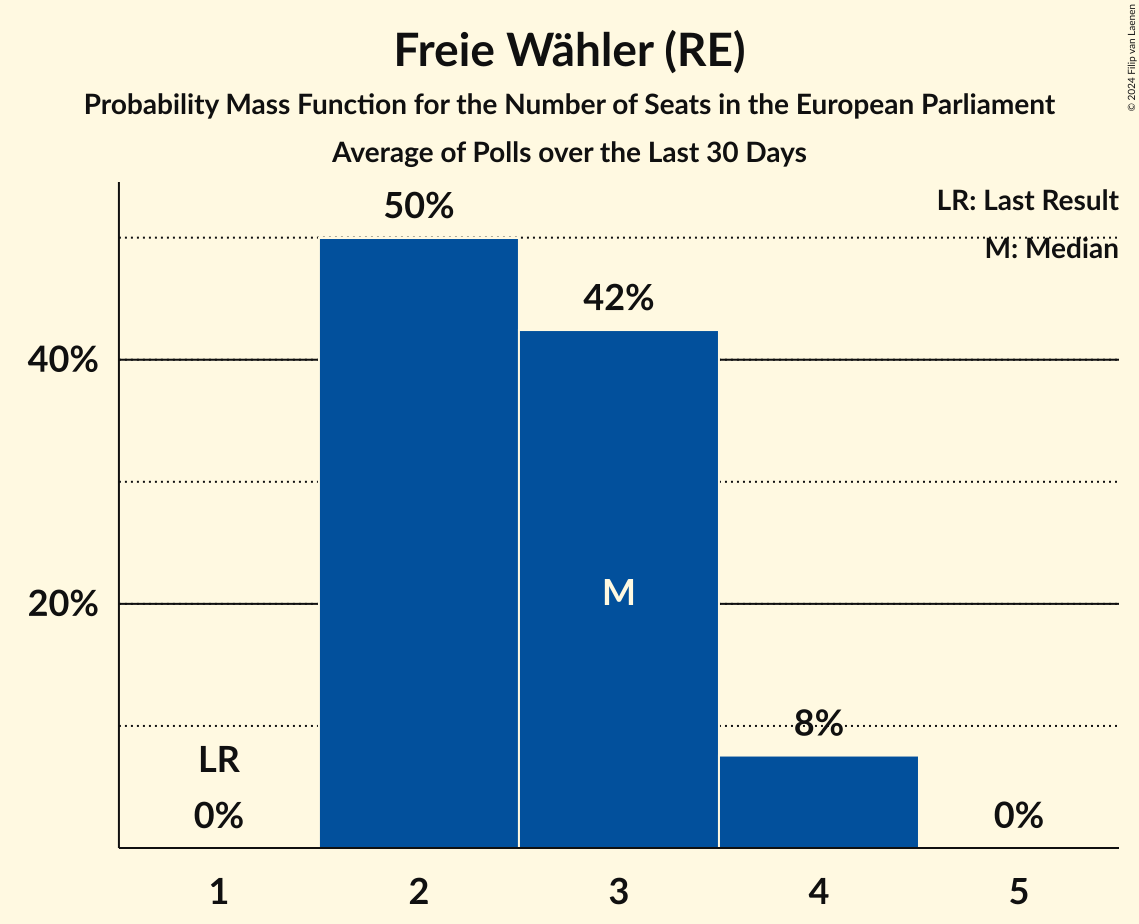 Freie Wähler (RE)
Probability Mass Function for the Number of Seats in the European Parliament
Average of Polls over the Last 30 Days
© 2024 Filip van Laenen
LR: Last Result
M: Median
50%
42%
40%
M
20%
8%
LR
0%
0%
1
2
3
4
5